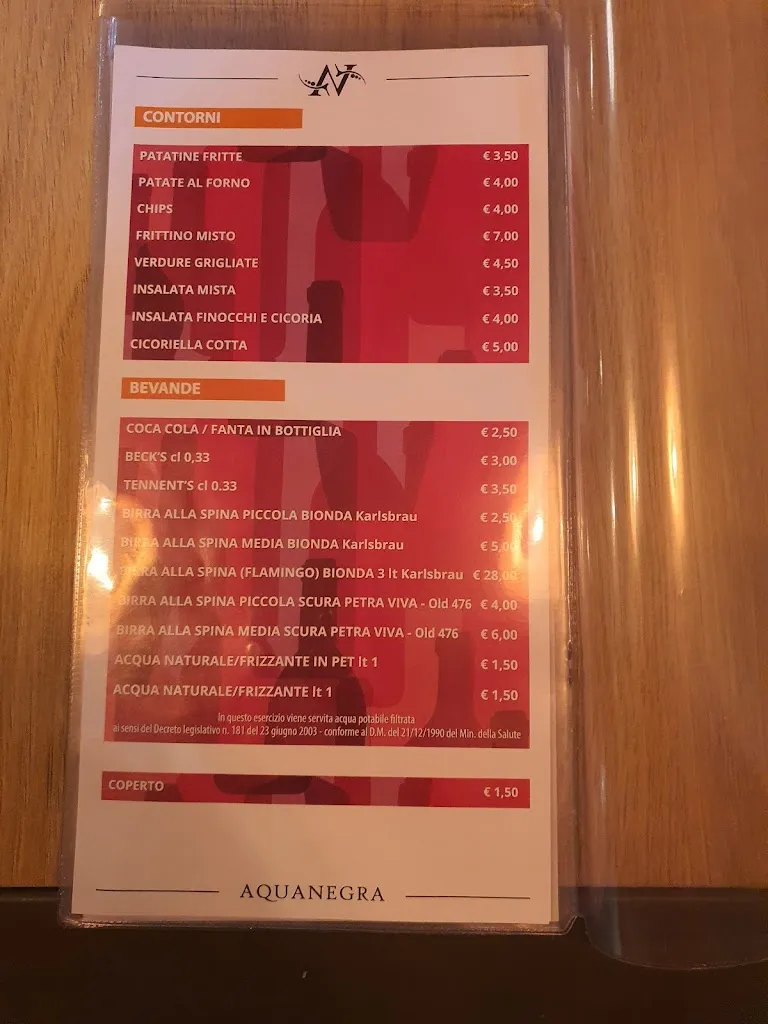 CONTORNI
PATATINE FRITTE € 3,50
PATATE AL FORNO € 4,00
CHIPS € 4,00
FRITTINO MISTO € 7,00
VERDURE GRIGLIATE € 4,50
INSALATA MISTA € 3,50
INSALATA FINOCCHI E CICORIA € 4,00
CICORIELLA COTTA € 5,00
BEVANDE
COCA COLA / FANTA IN BOTTIGLIA € 2,50
BECK'S cl 0,33 € 3,00
TENNENT'S cl 0.33 € 3,50
BIRRA ALLA SPINA PICCOLA BIONDA Karlsbrau € 2,50
BIRRA ALLA SPINA MEDIA BIONDA Karlsbrau € 5,00
BIRRA ALLA SPINA (FLAMINGO) BIONDA 3 lt Karlsbrau € 28,00
BIRRA ALLA SPINA PICCOLA SCURA PETRA VIVA - Old 476 € 4,00
BIRRA ALLA SPINA MEDIA SCURA PETRA VIVA - Old 476 € 6,00
ACQUA NATURALE/FRIZZANTE IN PET lt 1 € 1,50
ACQUA NATURALE/FRIZZANTE lt 1 € 1,50
In questo esercizio viene servita acqua potabile filtrata
ai sensi del Decreto legislativo n. 181 del 23 giugno 2003 - conforme al D.M. del 21/12/1990 del Min. della Salute
COPERTO € 1,50
AQUANEGRA